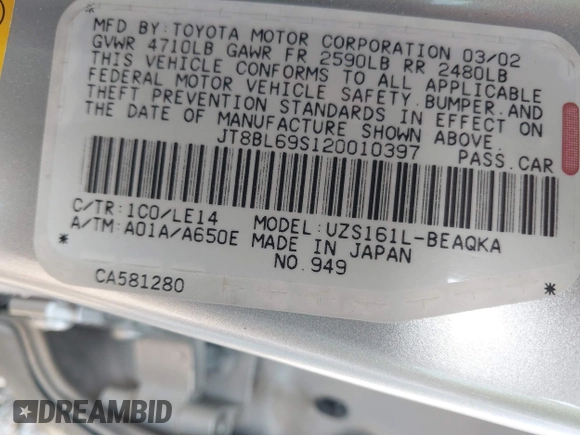 MFD BY:TOYOTA MOTOR CORPORATION 03/02
GVWR 4710LB GAWR FR 2590LB RR 2480LB
THIS VEHICLE CONFORMS TO ALL APPLICABLE
FEDERAL MOTOR VEHICLE SAFETY,BUMPER,AND
THEFT PREVENTION STANDARDS IN EFFECT ON
THE DATE OF MANUFACTURE SHOWN ABOVE.
JT8BL69S120010397 PASS.CAR
C/TR:1C0/LE14 MODEL:UZS161L-BEAQKA
A/TM:A01A/A650E MADE IN JAPAN
* NO.949 *
CA581280
DREAMBID